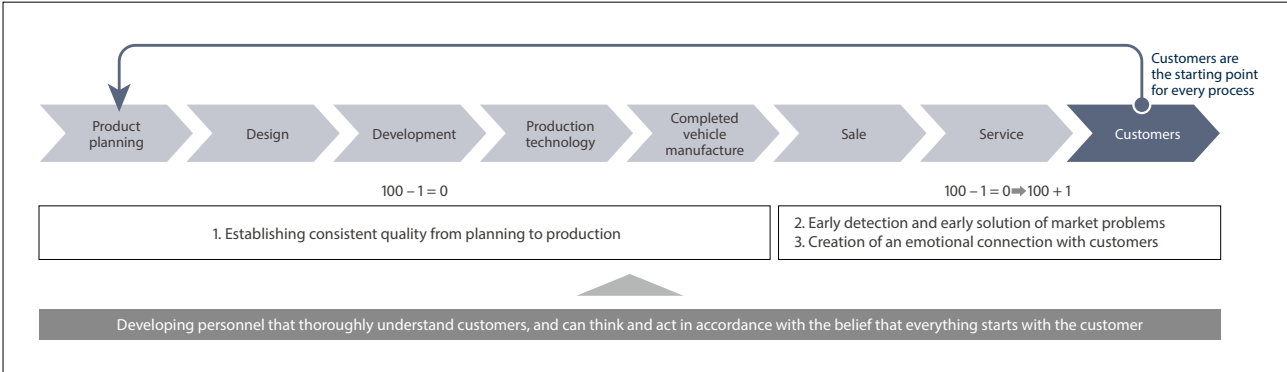 Customers are
the starting point
for every process
Product
planning
Design
Development
Production
technology
Completed
vehicle
manufacture
Sale
Service
Customers
100 – 1 = 0
100 – 1 = 0➡100 + 1
1. Establishing consistent quality from planning to production
2. Early detection and early solution of market problems
3. Creation of an emotional connection with customers
Developing personnel that thoroughly understand customers, and can think and act in accordance with the belief that everything starts with the customer